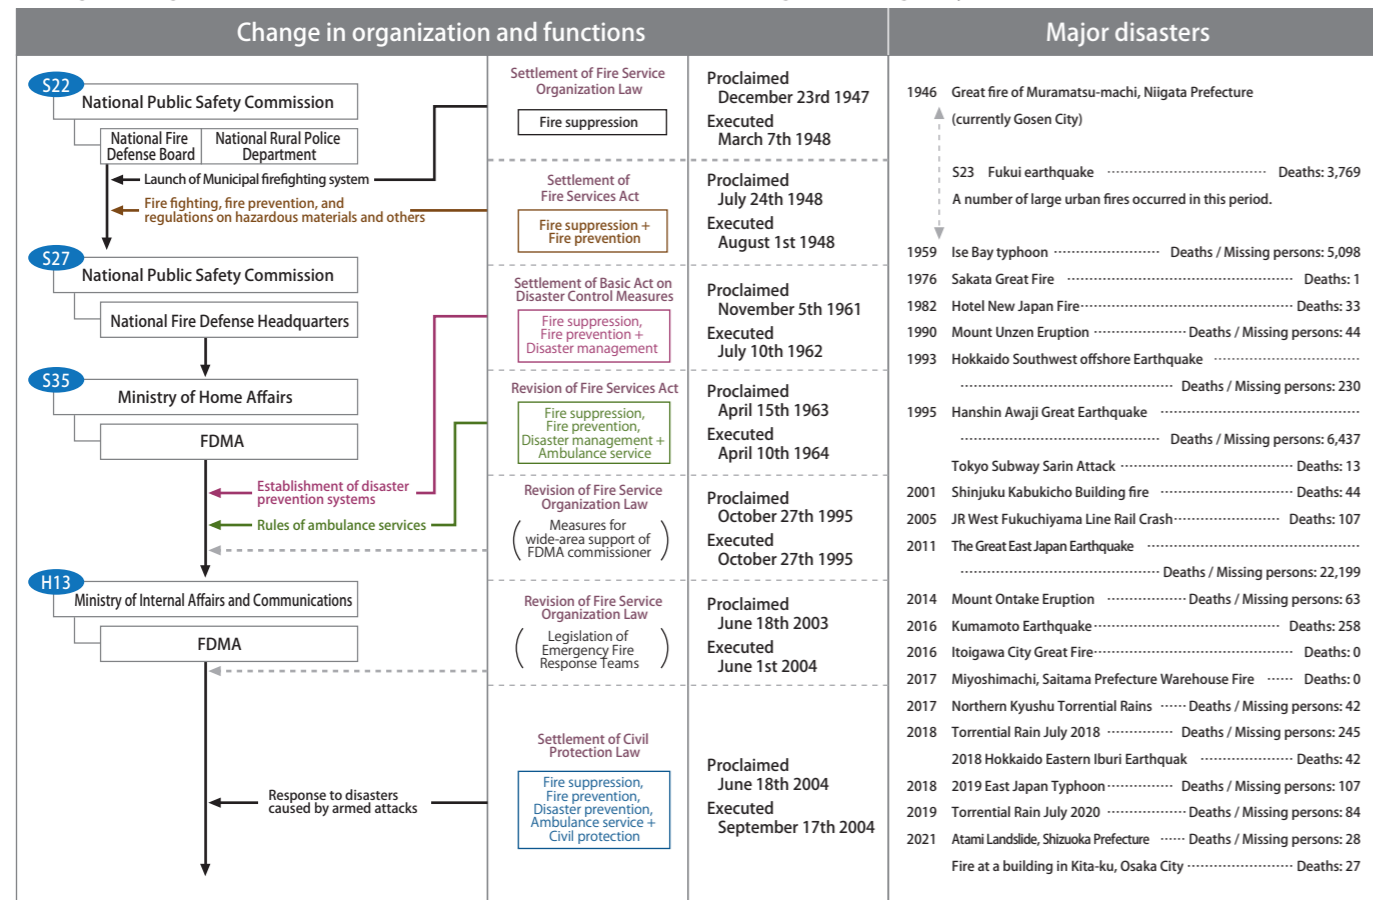 Change in organization and functions
Major disasters
S22
National Public Safety Commission
National Fire
Defense Board
National Rural Police
Department
Launch of Municipal firefighting system
Fire fighting, fire prevention, and
regulations on hazardous materials and others
S27
National Public Safety Commission
National Fire Defense Headquarters
S35
Ministry of Home Affairs
FDMA
Establishment of disaster
prevention systems
Rules of ambulance services
H13
Ministry of Internal Affairs and Communications
FDMA
Response to disasters
caused by armed attacks
Settlement of Fire Service
Organization Law
Fire suppression
Proclaimed
December 23rd 1947
Executed
March 7th 1948
Settlement of
Fire Services Act
Fire suppression +
Fire prevention
Proclaimed
July 24th 1948
Executed
August 1st 1948
Settlement of Basic Act on
Disaster Control Measures
Fire suppression,
Fire prevention +
Disaster management
Proclaimed
November 5th 1961
Executed
July 10th 1962
Revision of Fire Services Act
Fire suppression,
Fire prevention,
Disaster management +
Ambulance service
Proclaimed
April 15th 1963
Executed
April 10th 1964
Revision of Fire Service
Organization Law
( Measures for
wide-area support of
FDMA commissioner )
Proclaimed
October 27th 1995
Executed
October 27th 1995
Revision of Fire Service
Organization Law
( Legislation of
Emergency Fire
Response Teams )
Proclaimed
June 18th 2003
Executed
June 1st 2004
Settlement of Civil
Protection Law
Fire suppression,
Fire prevention,
Disaster prevention,
Ambulance service +
Civil protection
Proclaimed
June 18th 2004
Executed
September 17th 2004
1946 Great fire of Muramatsu-machi, Niigata Prefecture
(currently Gosen City)
S23 Fukui earthquake Deaths: 3,769
A number of large urban fires occurred in this period.
1959 Ise Bay typhoon Deaths / Missing persons: 5,098
1976 Sakata Great Fire Deaths: 1
1982 Hotel New Japan Fire Deaths: 33
1990 Mount Unzen Eruption Deaths / Missing persons: 44
1993 Hokkaido Southwest offshore Earthquake
Deaths / Missing persons: 230
1995 Hanshin Awaji Great Earthquake
Deaths / Missing persons: 6,437
Tokyo Subway Sarin Attack Deaths: 13
2001 Shinjuku Kabukicho Building fire Deaths: 44
2005 JR West Fukuchiyama Line Rail Crash Deaths: 107
2011 The Great East Japan Earthquake
Deaths / Missing persons: 22,199
2014 Mount Ontake Eruption Deaths / Missing persons: 63
2016 Kumamoto Earthquake Deaths: 258
2016 Itoigawa City Great Fire Deaths: 0
2017 Miyoshimachi, Saitama Prefecture Warehouse Fire Deaths: 0
2017 Northern Kyushu Torrential Rains Deaths / Missing persons: 42
2018 Torrential Rain July 2018 Deaths / Missing persons: 245
2018 Hokkaido Eastern Iburi Earthquak Deaths: 42
2018 2019 East Japan Typhoon Deaths / Missing persons: 107
2019 Torrential Rain July 2020 Deaths / Missing persons: 84
2021 Atami Landslide, Shizuoka Prefecture Deaths / Missing persons: 28
Fire at a building in Kita-ku, Osaka City Deaths: 27